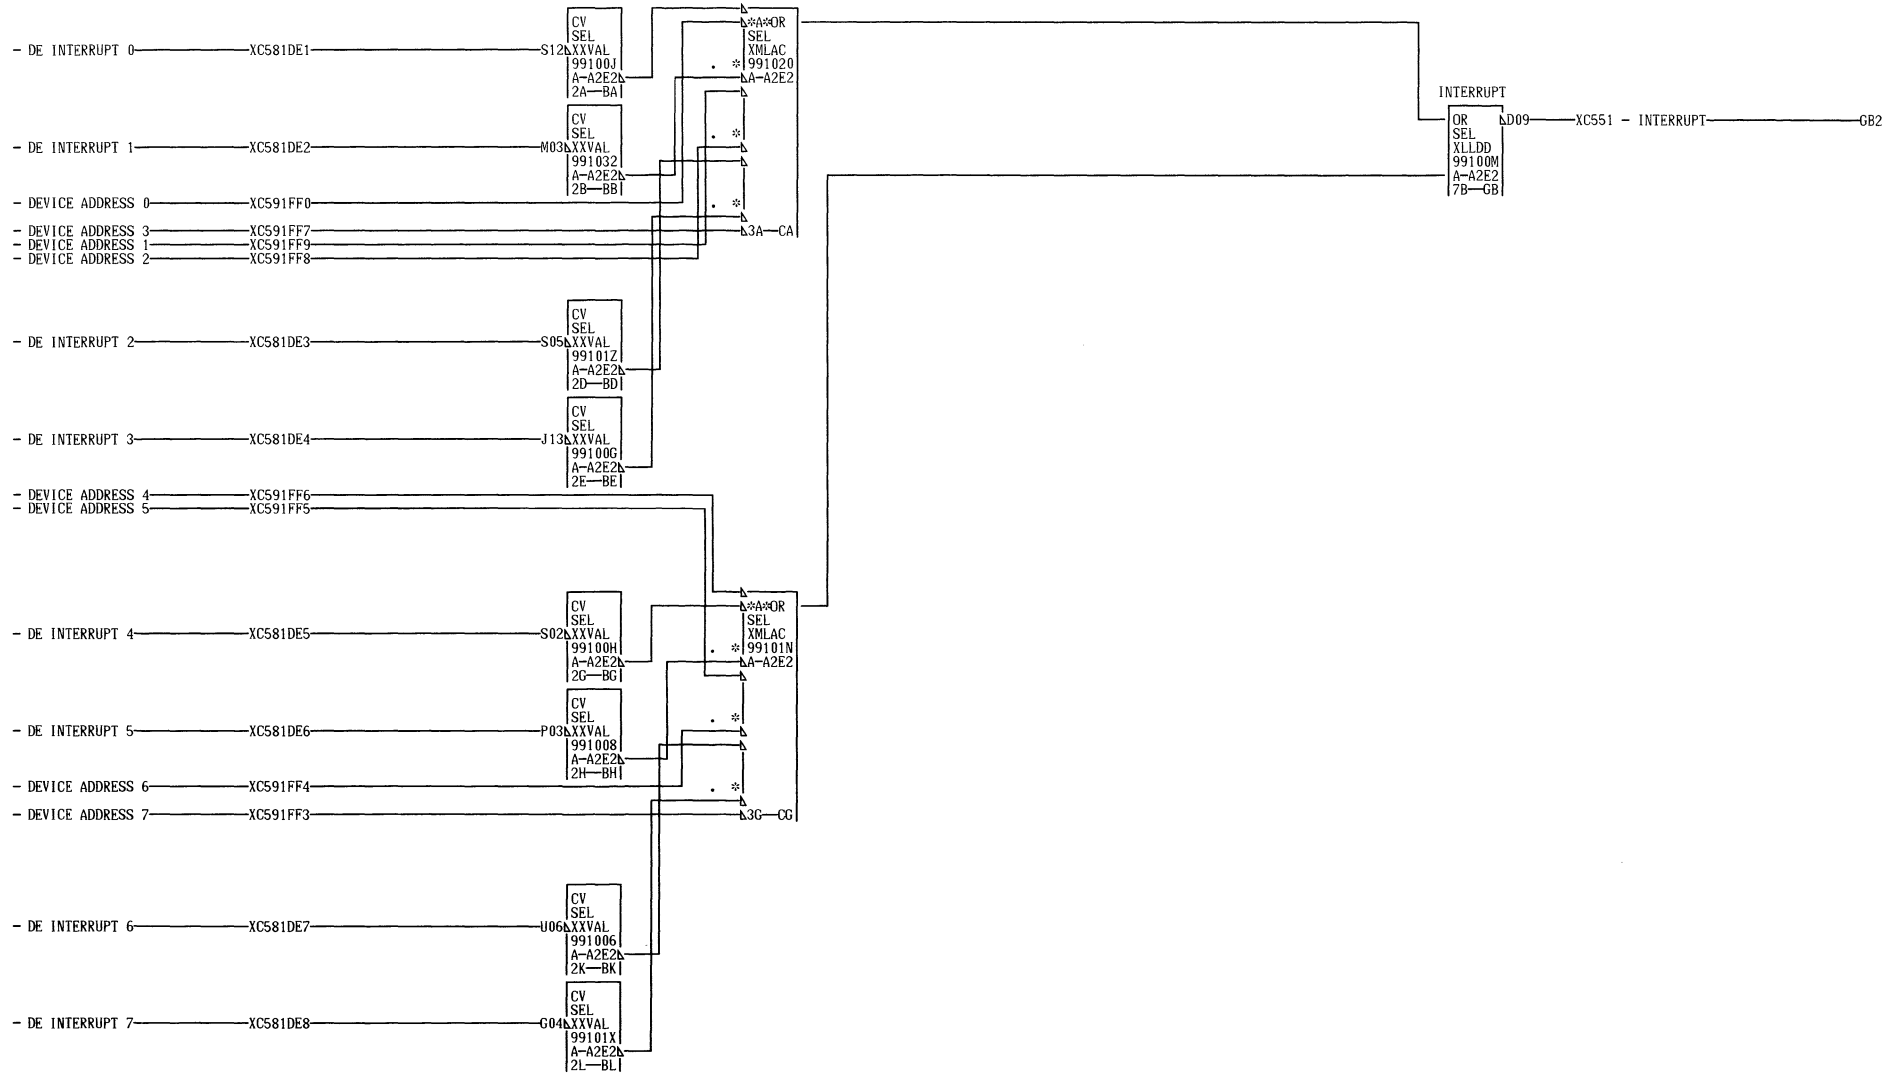 CV
SEL
- DE INTERRUPT 0 XC581DE1 S12 XXVAL
99100J
A-A2E2
2A BA
*A*OR
SEL
XMLAC
. * 991020
A-A2E2
. *
. *
3A CA
CV
SEL
- DE INTERRUPT 1 XC581DE2 M03 XXVAL
991032
A-A2E2
2B BB
INTERRUPT
OR D09 XC551 - INTERRUPT GB2
SEL
XLLDD
99100M
A-A2E2
7B GB
- DEVICE ADDRESS 0 XC591FF0
- DEVICE ADDRESS 3 XC591FF7
- DEVICE ADDRESS 1 XC591FF9
- DEVICE ADDRESS 2 XC591FF8
CV
SEL
- DE INTERRUPT 2 XC581DE3 S05 XXVAL
99101Z
A-A2E2
2D BD
CV
SEL
- DE INTERRUPT 3 XC581DE4 J13 XXVAL
99100G
A-A2E2
2E BE
- DEVICE ADDRESS 4 XC591FF6
- DEVICE ADDRESS 5 XC591FF5
CV
SEL
- DE INTERRUPT 4 XC581DE5 S02 XXVAL
99100H
A-A2E2
2G BG
*A*OR
SEL
XMLAC
. * 99101N
A-A2E2
. *
. *
3G CG
CV
SEL
- DE INTERRUPT 5 XC581DE6 P03 XXVAL
991008
A-A2E2
2H BH
- DEVICE ADDRESS 6 XC591FF4
- DEVICE ADDRESS 7 XC591FF3
CV
SEL
- DE INTERRUPT 6 XC581DE7 U06 XXVAL
991006
A-A2E2
2K BK
CV
SEL
- DE INTERRUPT 7 XC581DE8 G04 XXVAL
99101X
A-A2E2
2L BL